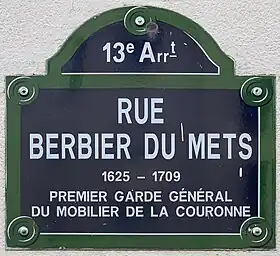 13e Arrt
RUE
BERBIER DU METS
1625 – 1709
PREMIER GARDE GÉNÉRAL
DU MOBILIER DE LA COURONNE